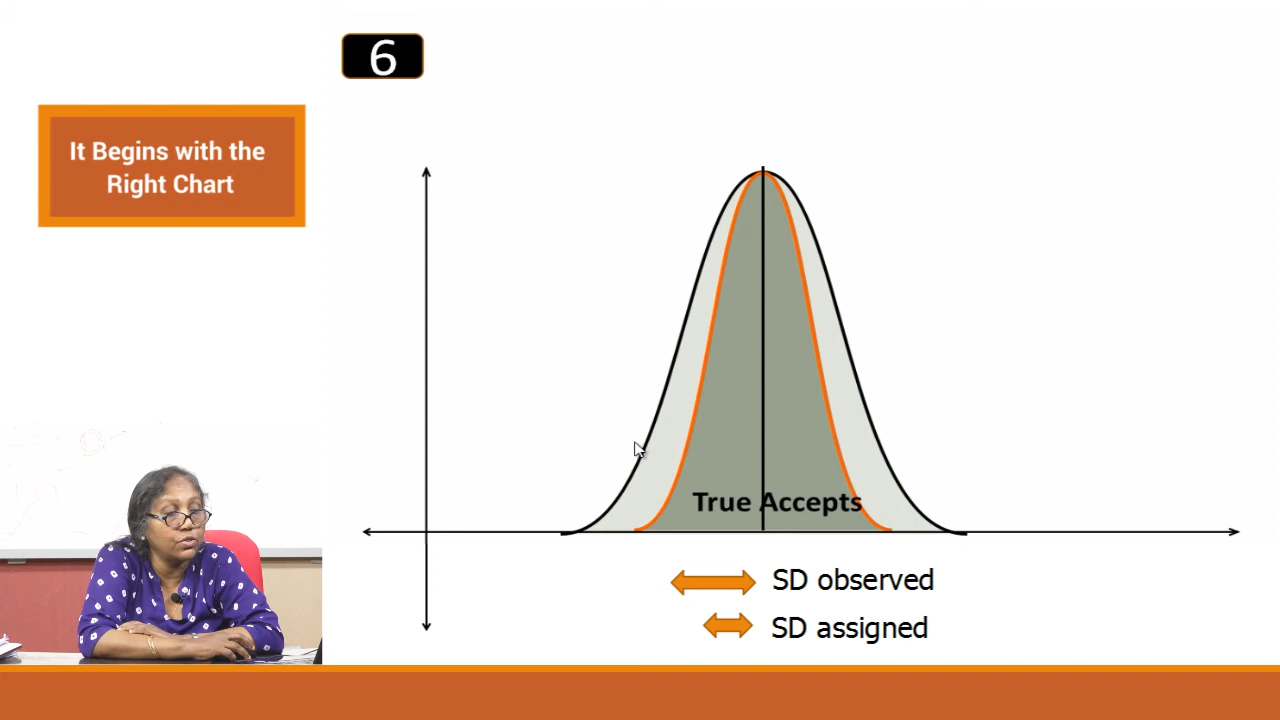 6
It Begins with the
Right Chart
True Accepts
SD observed
SD assigned